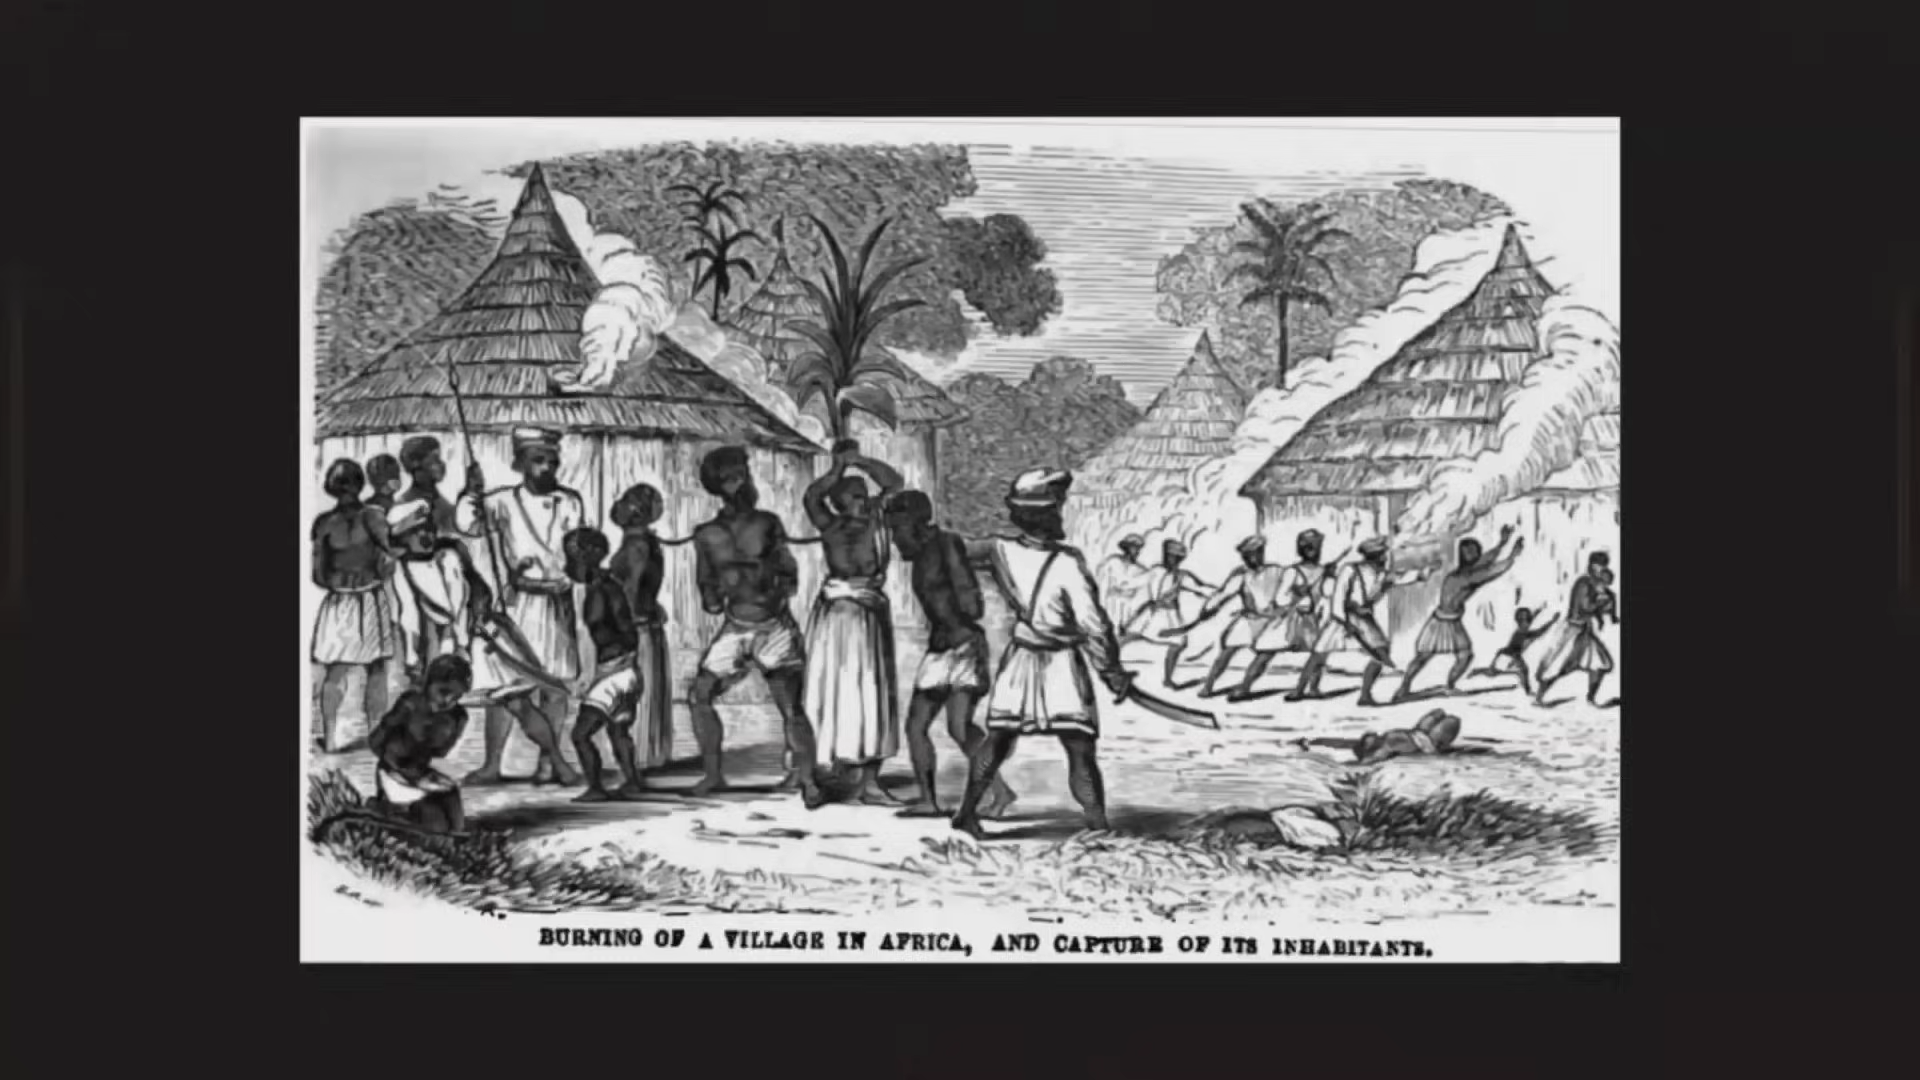 BURNING OF A VILLAGE IN AFRICA, AND CAPTURE OF ITS INHABITANTS.